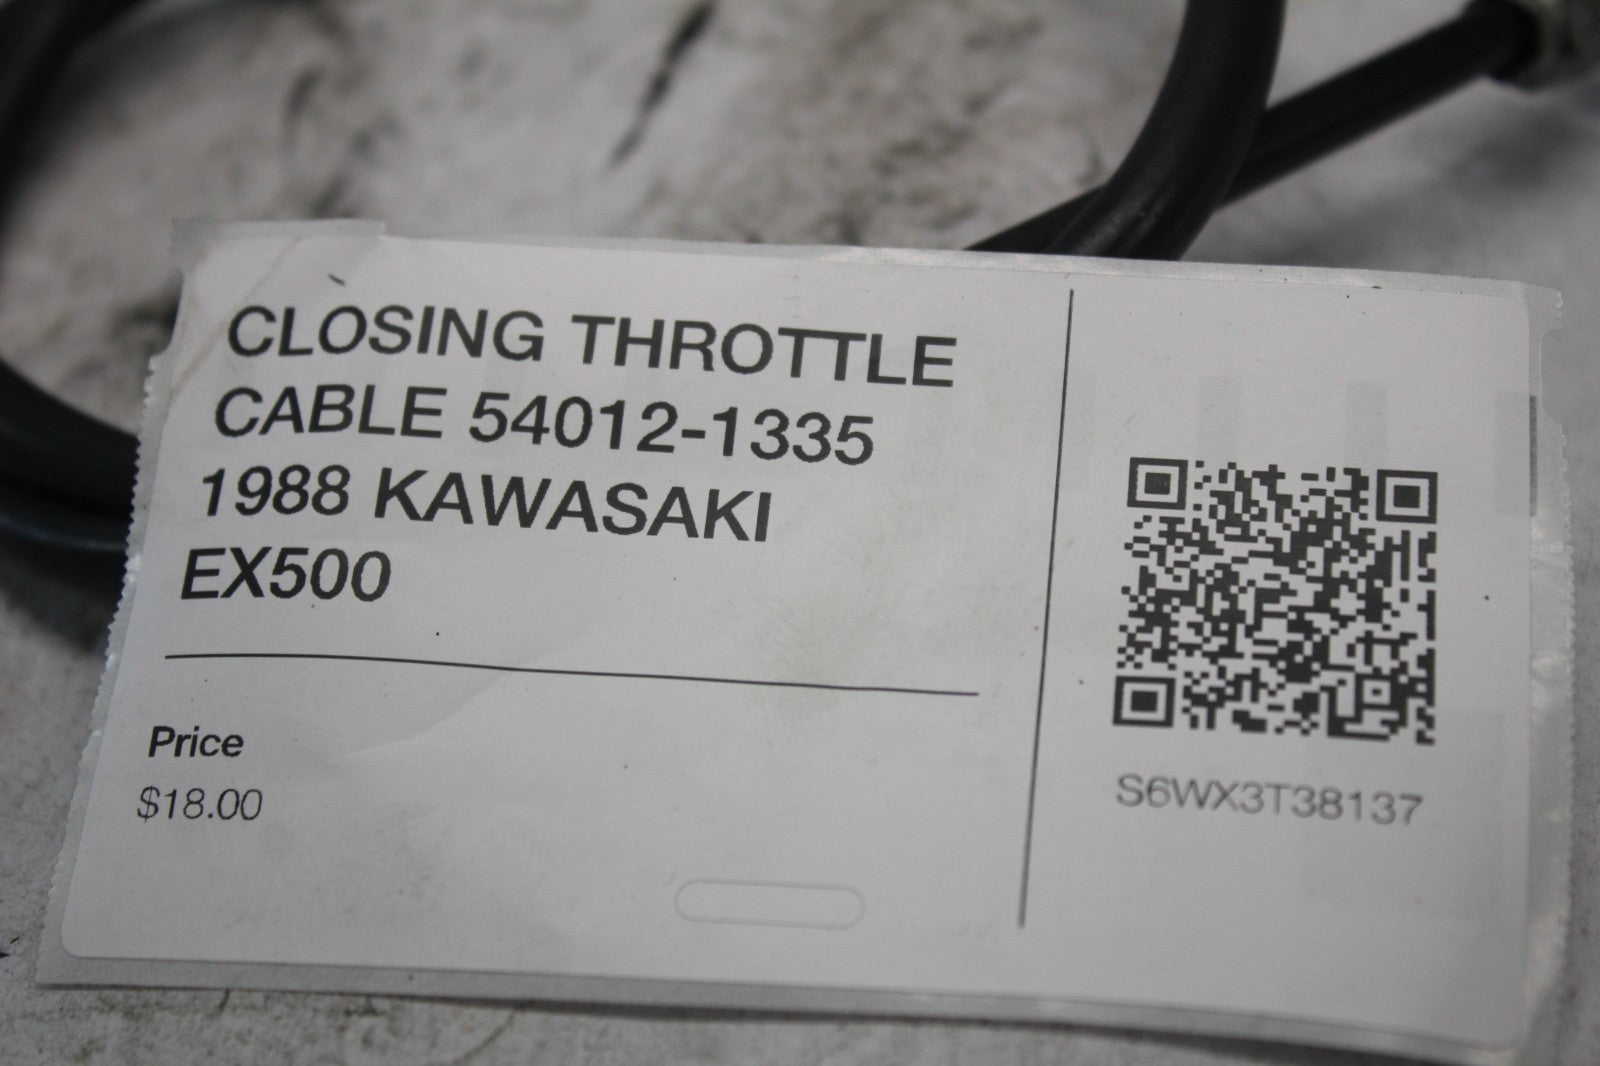 CLOSING THROTTLE
CABLE 54012-1335
1988 KAWASAKI
EX500
Price
$18.00
S6WX3T38137